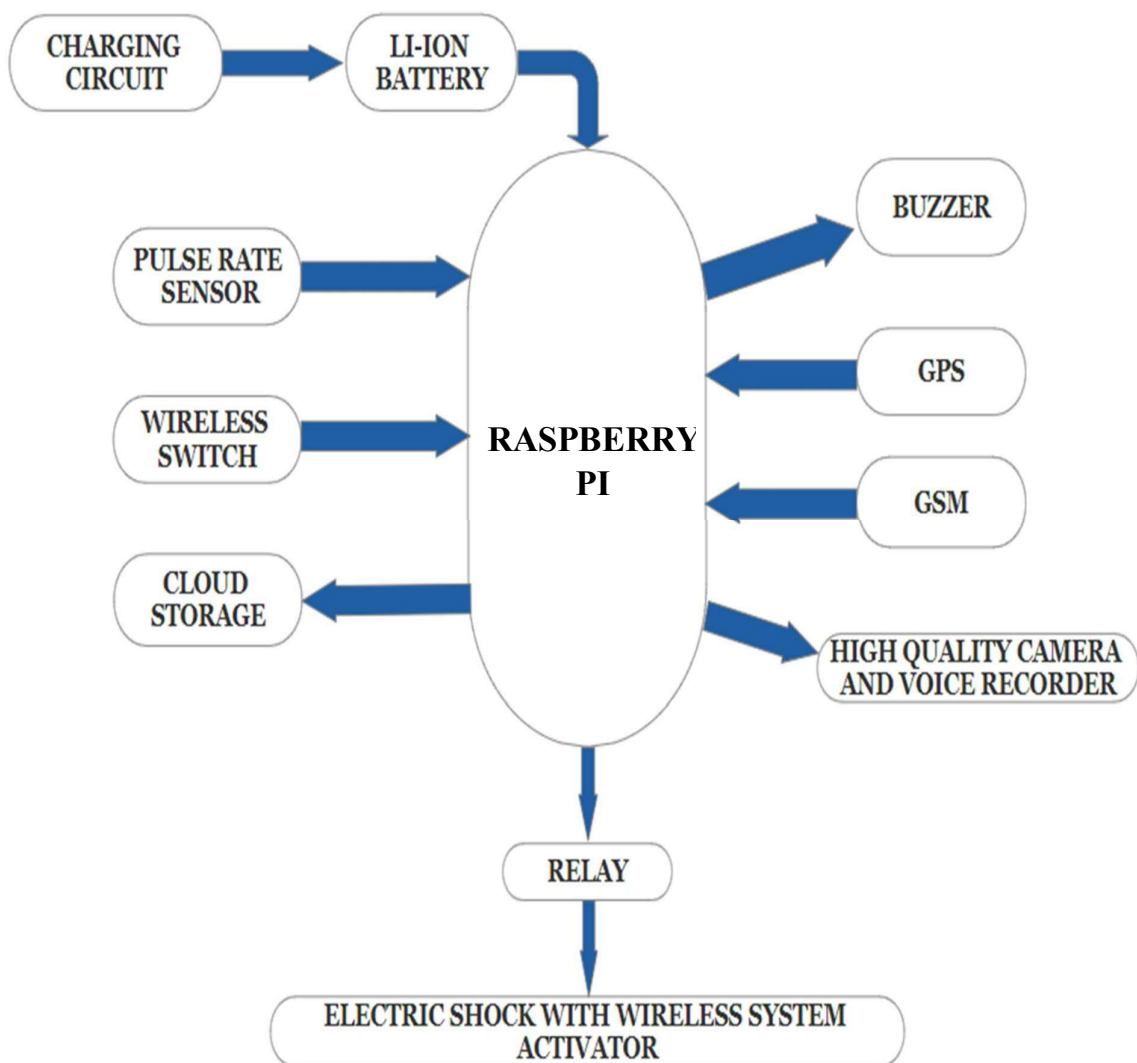 CHARGING
CIRCUIT
LI-ION
BATTERY
BUZZER
PULSE RATE
SENSOR
GPS
WIRELESS
SWITCH
RASPBERRY
PI
GSM
CLOUD
STORAGE
HIGH QUALITY CAMERA
AND VOICE RECORDER
RELAY
ELECTRIC SHOCK WITH WIRELESS SYSTEM
ACTIVATOR